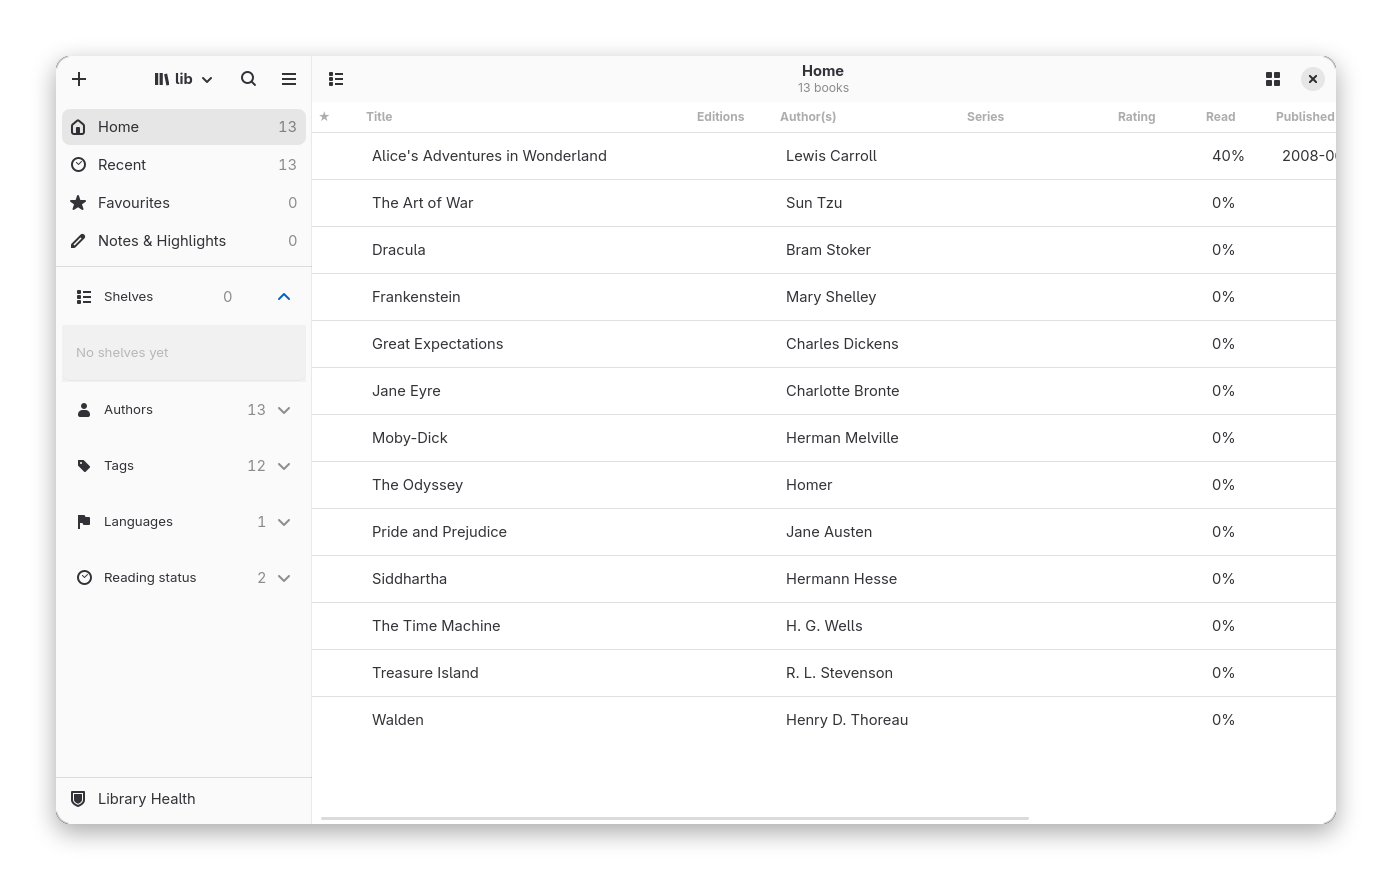 lib
Home 13
Recent 13
Favourites 0
Notes & Highlights 0
Shelves 0
No shelves yet
Authors 13
Tags 12
Languages 1
Reading status 2
Library Health
Home
13 books
★ Title Editions Author(s) Series Rating Read Published
Alice's Adventures in Wonderland Lewis Carroll 40% 2008-0
The Art of War Sun Tzu 0%
Dracula Bram Stoker 0%
Frankenstein Mary Shelley 0%
Great Expectations Charles Dickens 0%
Jane Eyre Charlotte Bronte 0%
Moby-Dick Herman Melville 0%
The Odyssey Homer 0%
Pride and Prejudice Jane Austen 0%
Siddhartha Hermann Hesse 0%
The Time Machine H. G. Wells 0%
Treasure Island R. L. Stevenson 0%
Walden Henry D. Thoreau 0%